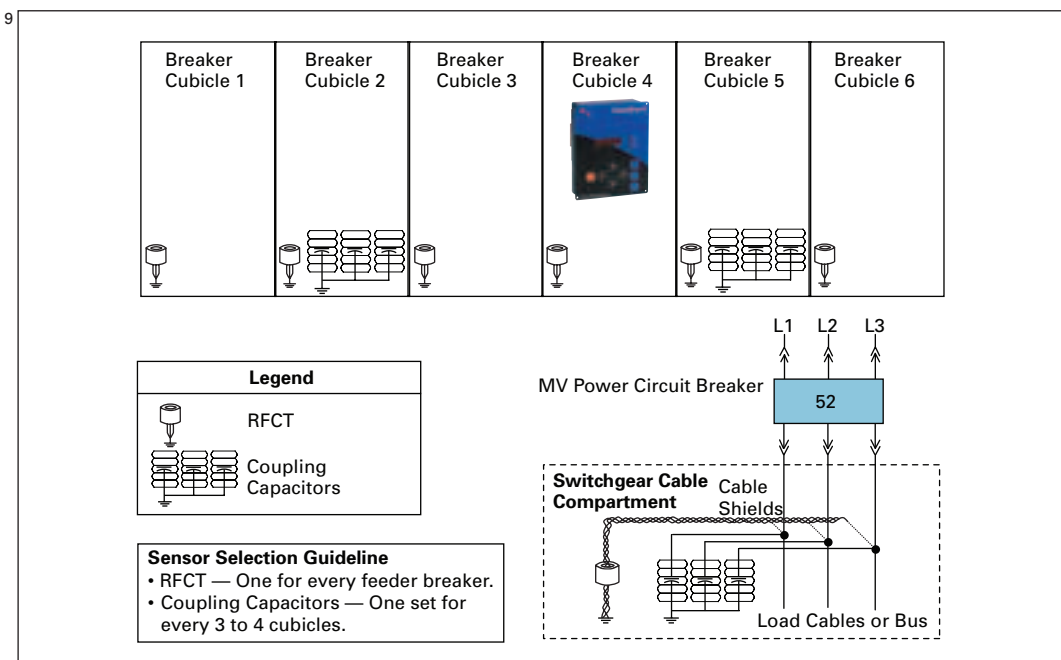 9
Breaker
Cubicle 1
Breaker
Cubicle 2
Breaker
Cubicle 3
Breaker
Cubicle 4
Breaker
Cubicle 5
Breaker
Cubicle 6
Legend
RFCT
Coupling
Capacitors
Sensor Selection Guideline
• RFCT — One for every feeder breaker.
• Coupling Capacitors — One set for
every 3 to 4 cubicles.
L1 L2 L3
MV Power Circuit Breaker
52
Switchgear Cable
Compartment
Cable
Shields
Load Cables or Bus